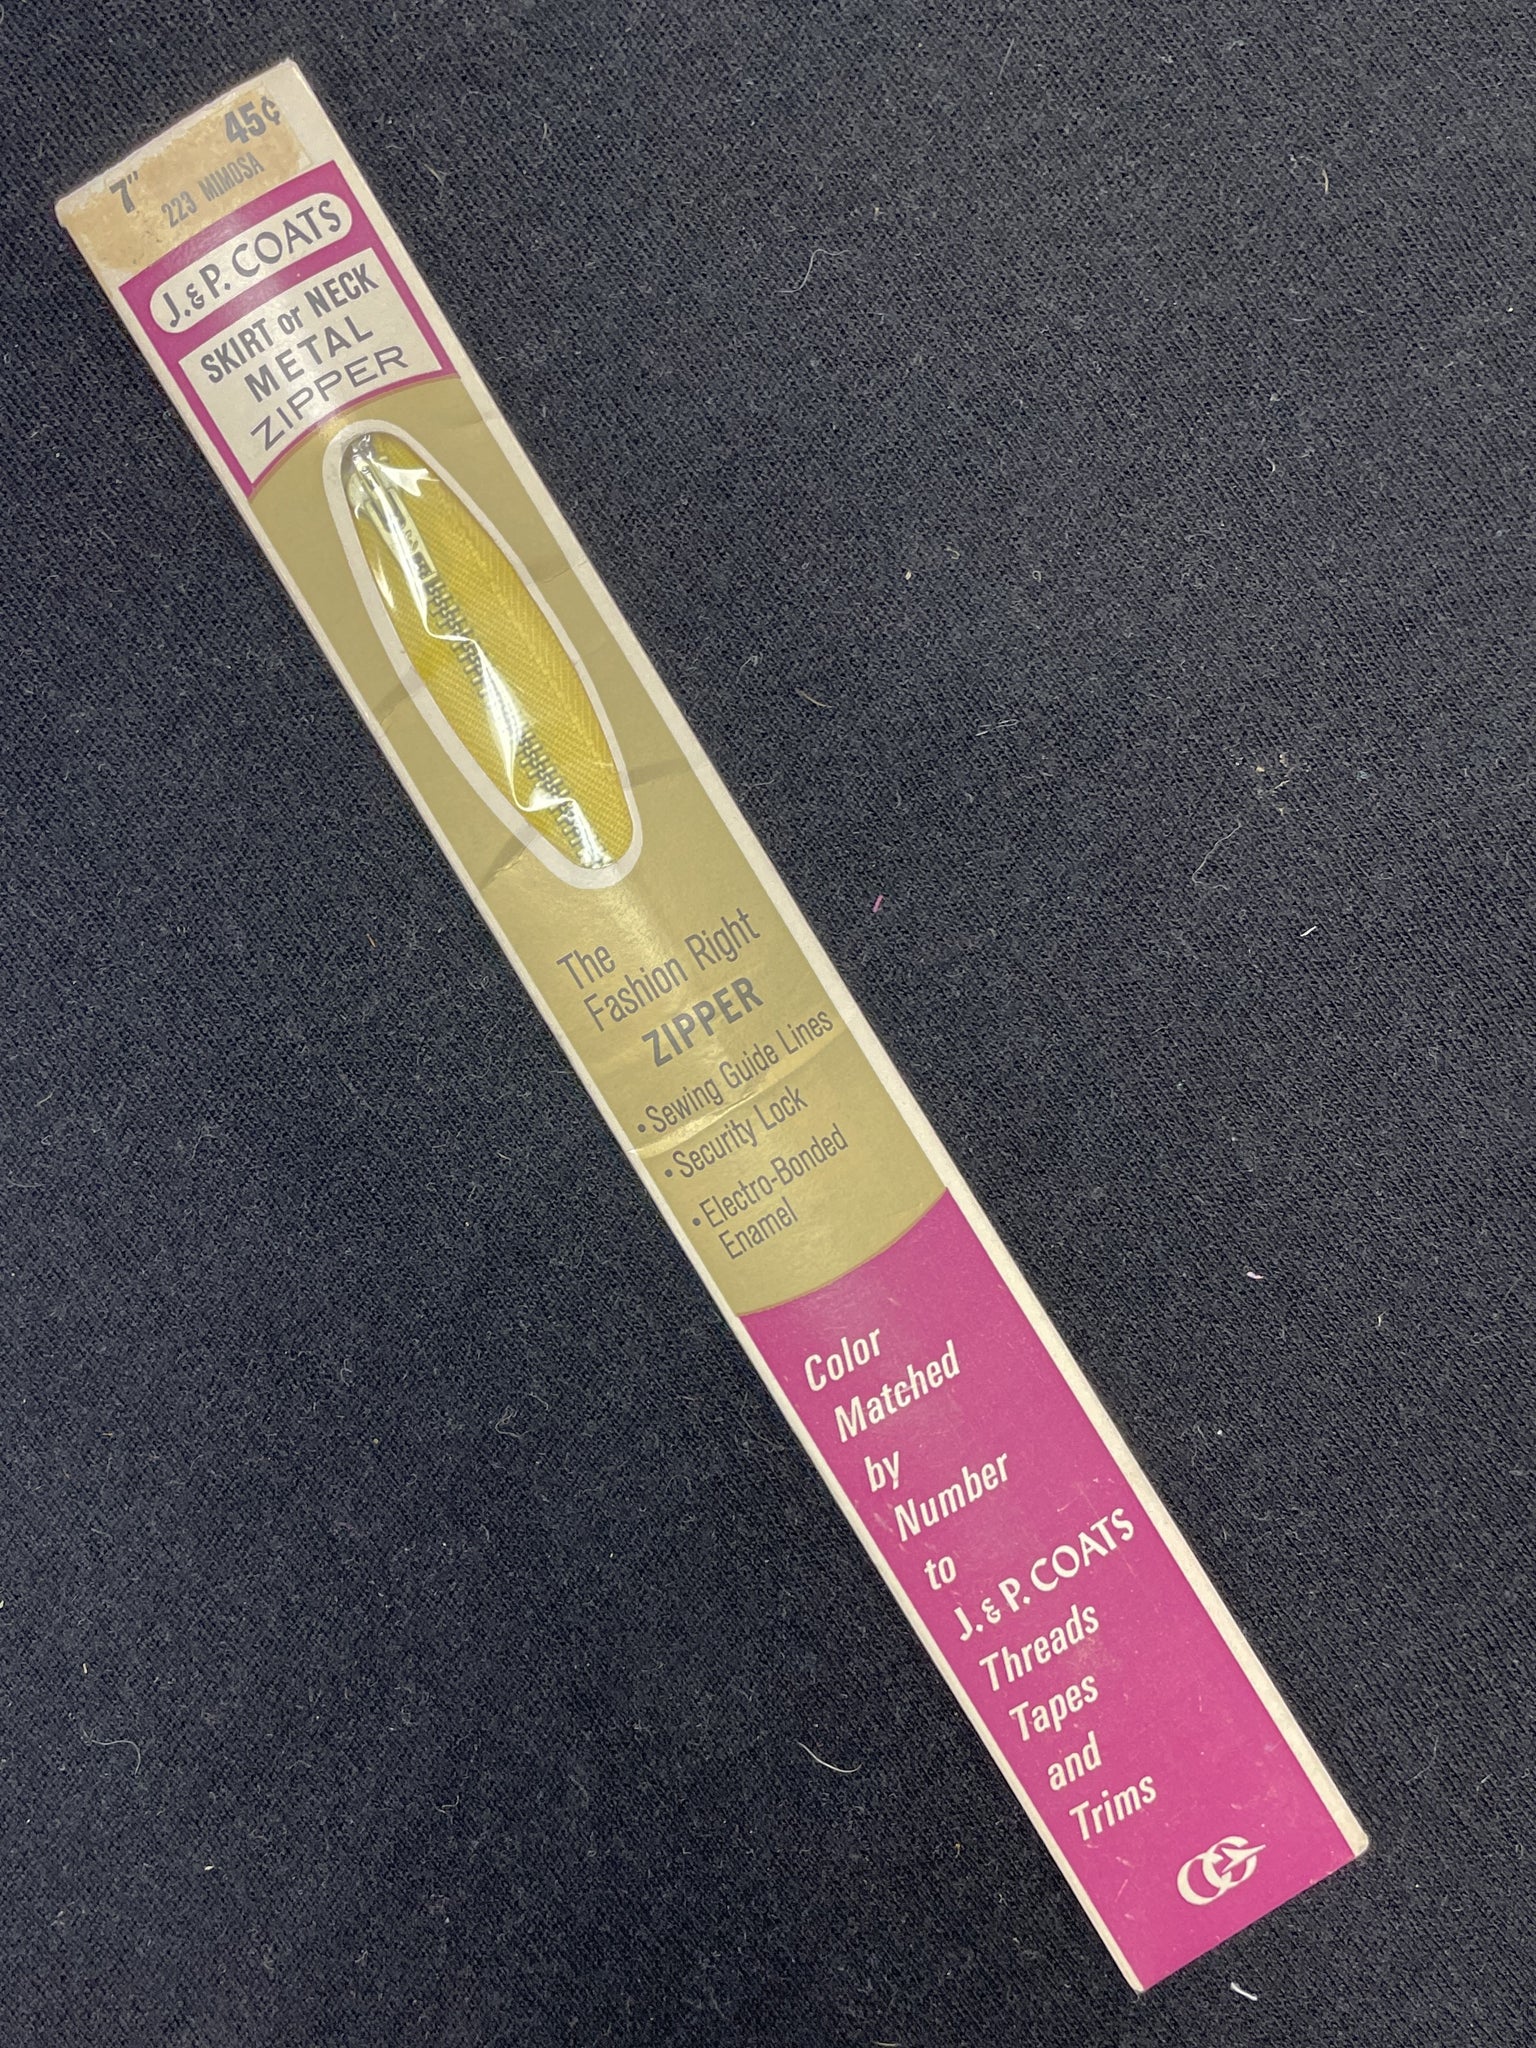 45¢
7" 223 MIMOSA
J. & P. COATS
SKIRT or NECK
METAL
ZIPPER
The
Fashion Right
ZIPPER
• Sewing Guide Lines
• Security Lock
• Electro-Bonded
Enamel
Color
Matched
by
Number
to
J. & P. COATS
Threads
Tapes
and
Trims